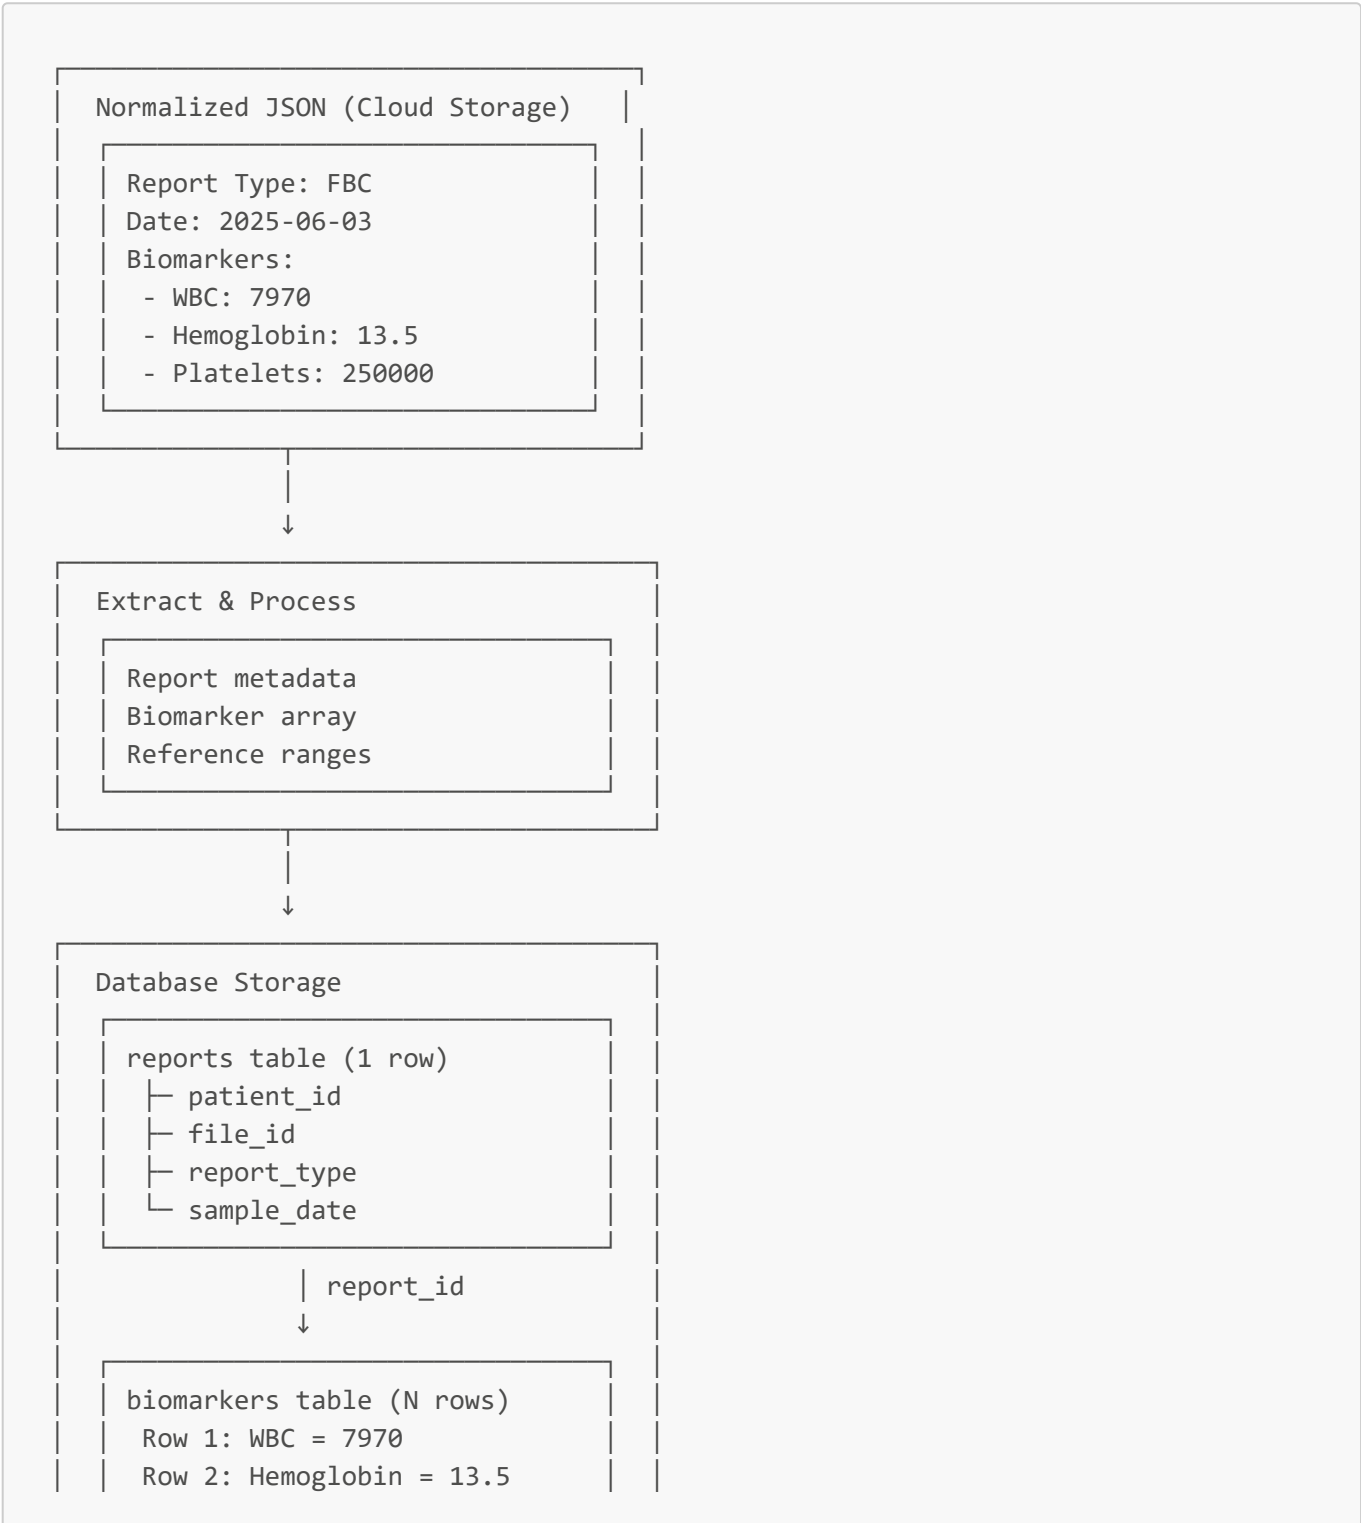 Normalized JSON (Cloud Storage)
Report Type: FBC
Date: 2025-06-03
Biomarkers:
- WBC: 7970
- Hemoglobin: 13.5
- Platelets: 250000
↓
Extract & Process
Report metadata
Biomarker array
Reference ranges
↓
Database Storage
reports table (1 row)
├─ patient_id
├─ file_id
├─ report_type
└─ sample_date
│ report_id
↓
biomarkers table (N rows)
Row 1: WBC = 7970
Row 2: Hemoglobin = 13.5